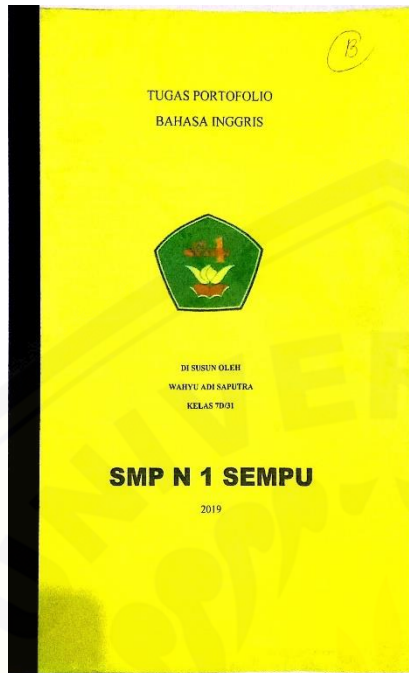 B
TUGAS PORTOFOLIO
BAHASA INGGRIS
DI SUSUN OLEH
WAHYU ADI SAPUTRA
KELAS 7D/31
SMP N 1 SEMPU
2019